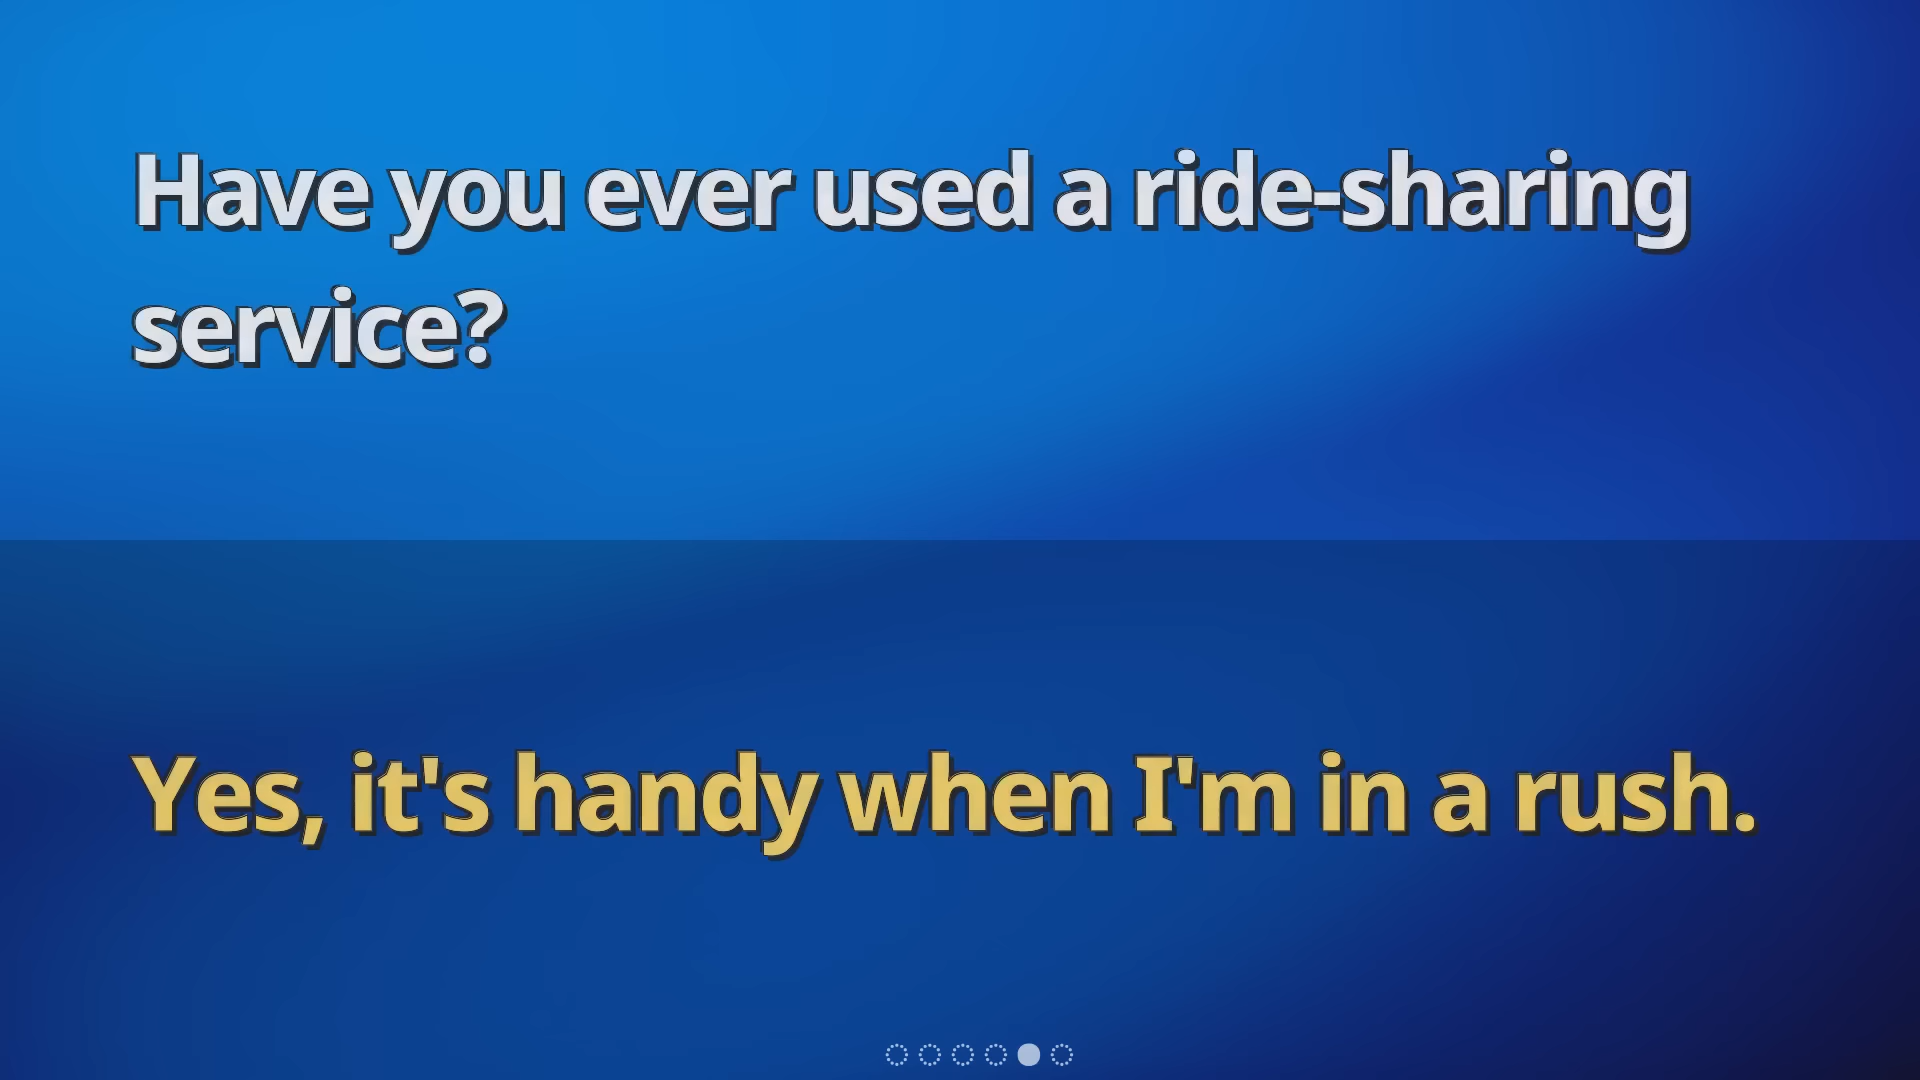 Have you ever used a ride-sharing
service?
Yes, it's handy when I'm in a rush.